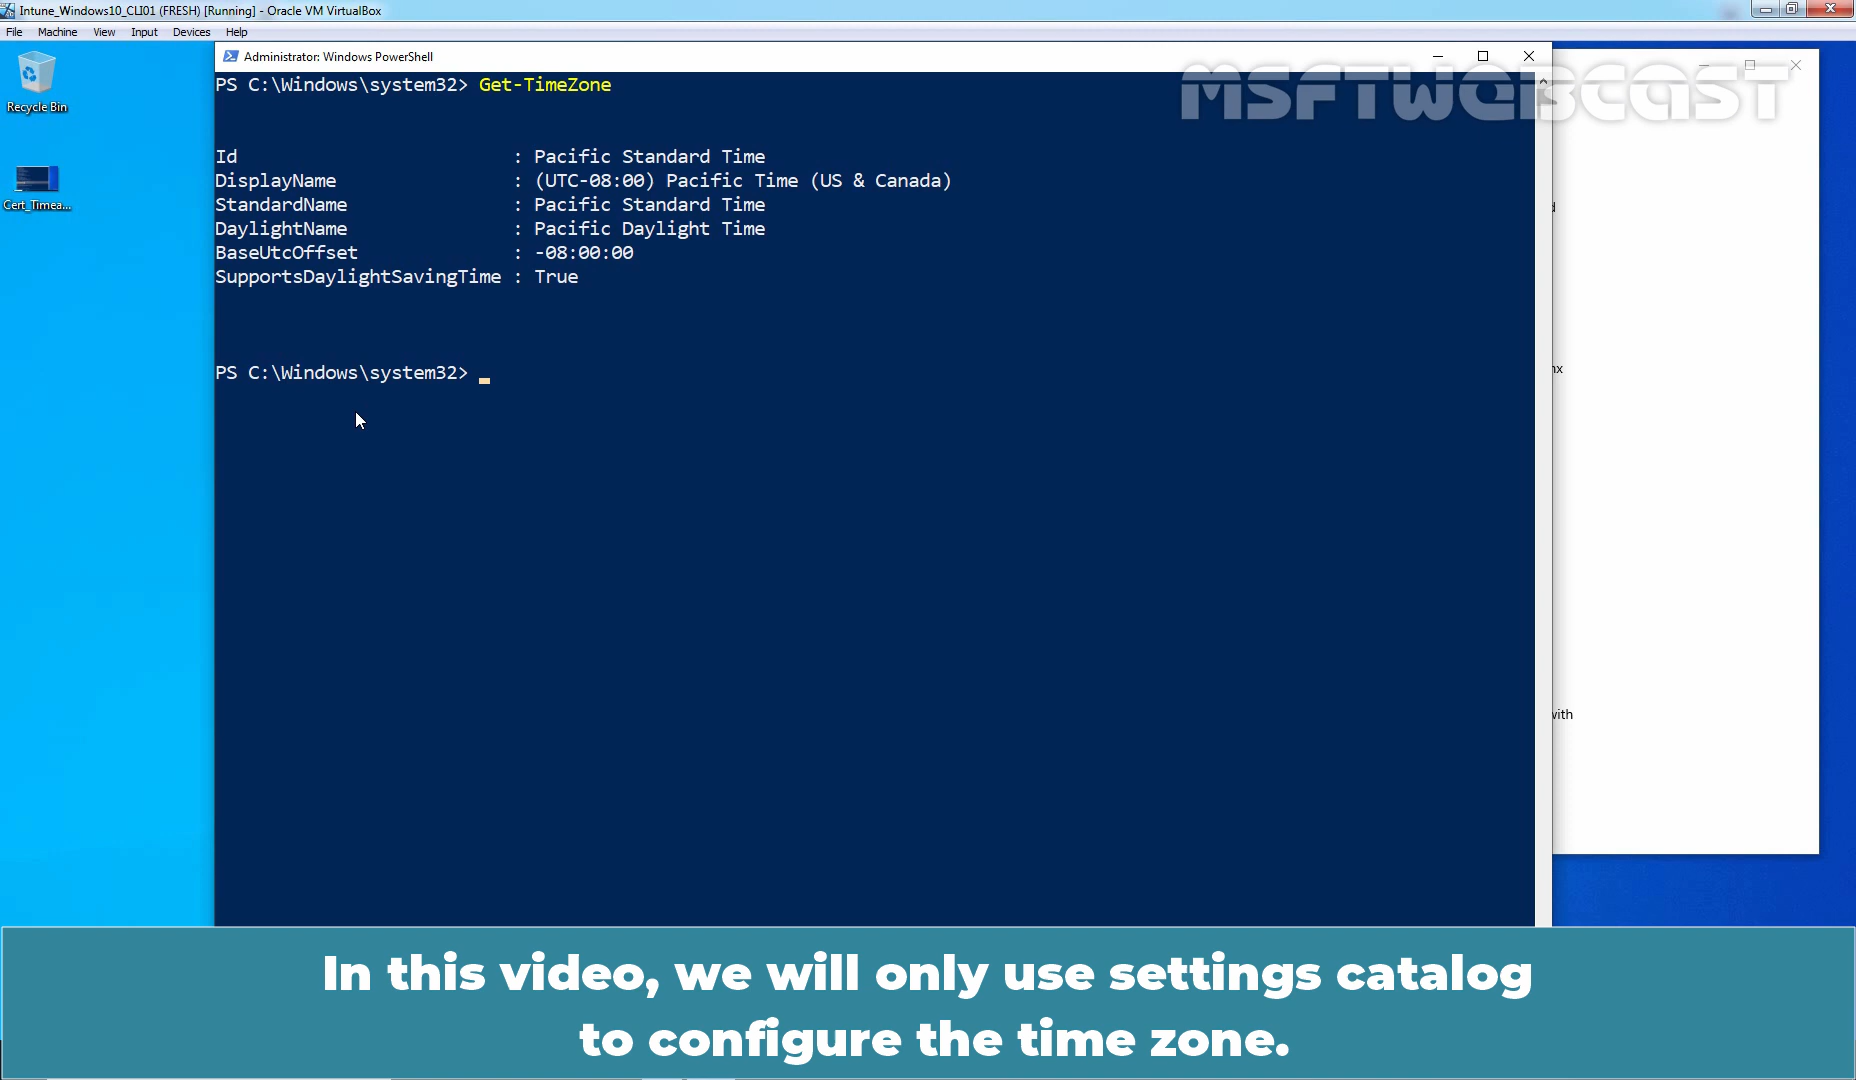 Intune_Windows10_CLI01 (FRESH) [Running] - Oracle VM VirtualBox
File Machine View Input Devices Help
Administrator: Windows PowerShell
PS C:\Windows\system32> Get-TimeZone
MSFTWEBCAST
Recycle Bin
Id : Pacific Standard Time
DisplayName : (UTC-08:00) Pacific Time (US & Canada)
StandardName : Pacific Standard Time
DaylightName : Pacific Daylight Time
BaseUtcOffset : -08:00:00
SupportsDaylightSavingTime : True
Cert_Timea...
PS C:\Windows\system32>
In this video, we will only use settings catalog
to configure the time zone.